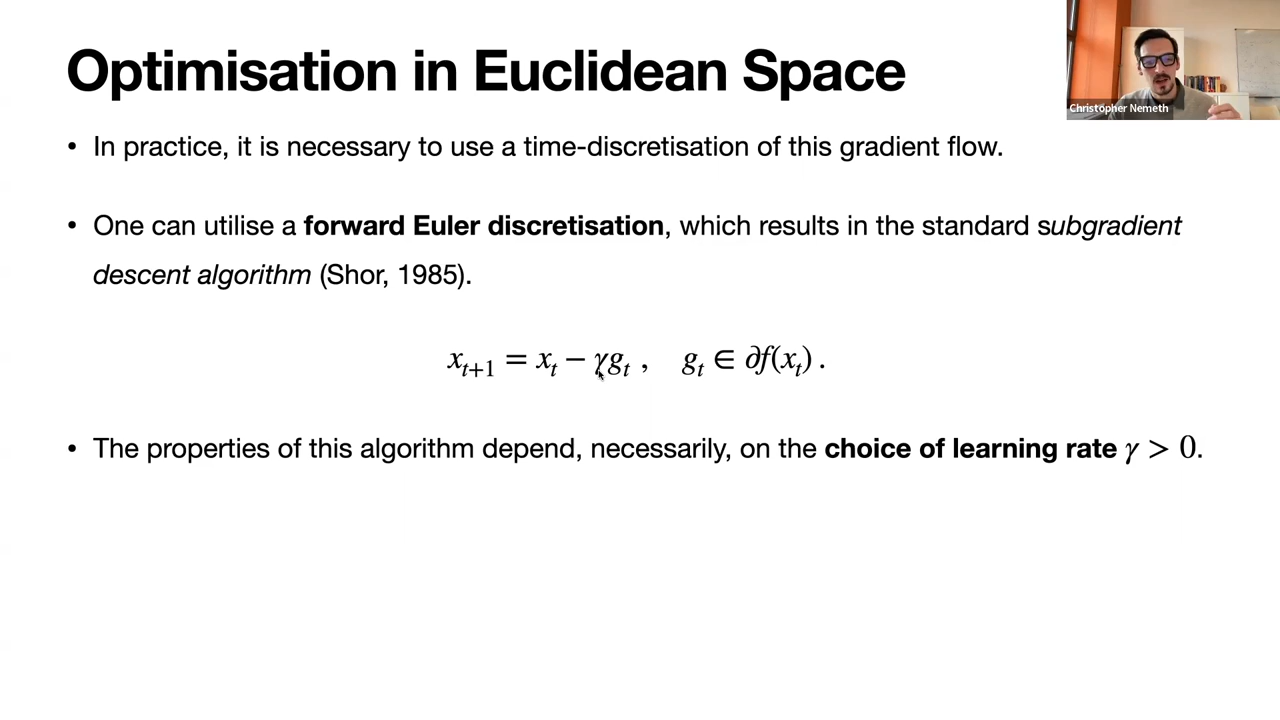 Optimisation in Euclidean Space
Christopher Nemeth
• In practice, it is necessary to use a time-discretisation of this gradient flow.
• One can utilise a forward Euler discretisation, which results in the standard subgradient
descent algorithm (Shor, 1985).
x_{t+1} = x_t − γg_t , g_t ∈ ∂f(x_t) .
• The properties of this algorithm depend, necessarily, on the choice of learning rate γ > 0.